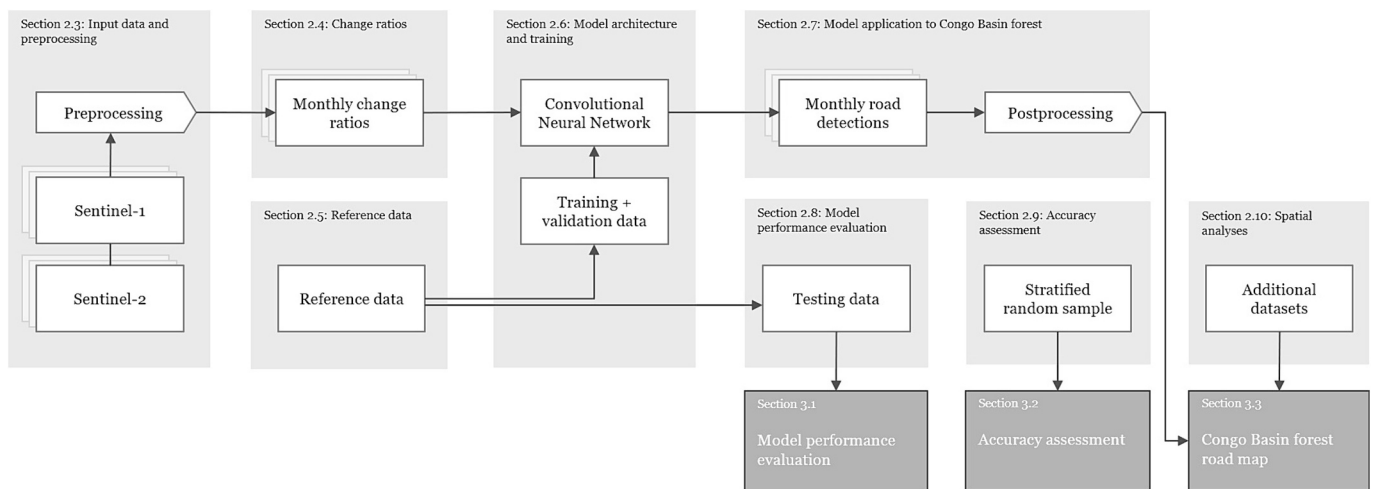 Section 2.3: Input data and
preprocessing
Preprocessing
Sentinel-1
Sentinel-2
Section 2.4: Change ratios
Monthly change
ratios
Section 2.5: Reference data
Reference data
Section 2.6: Model architecture
and training
Convolutional
Neural Network
Training +
validation data
Section 2.7: Model application to Congo Basin forest
Monthly road
detections
Postprocessing
Section 2.8: Model
performance evaluation
Testing data
Section 2.9: Accuracy
assessment
Stratified
random sample
Section 2.10: Spatial
analyses
Additional
datasets
Section 3.1
Model performance
evaluation
Section 3.2
Accuracy assessment
Section 3.3
Congo Basin forest
road map